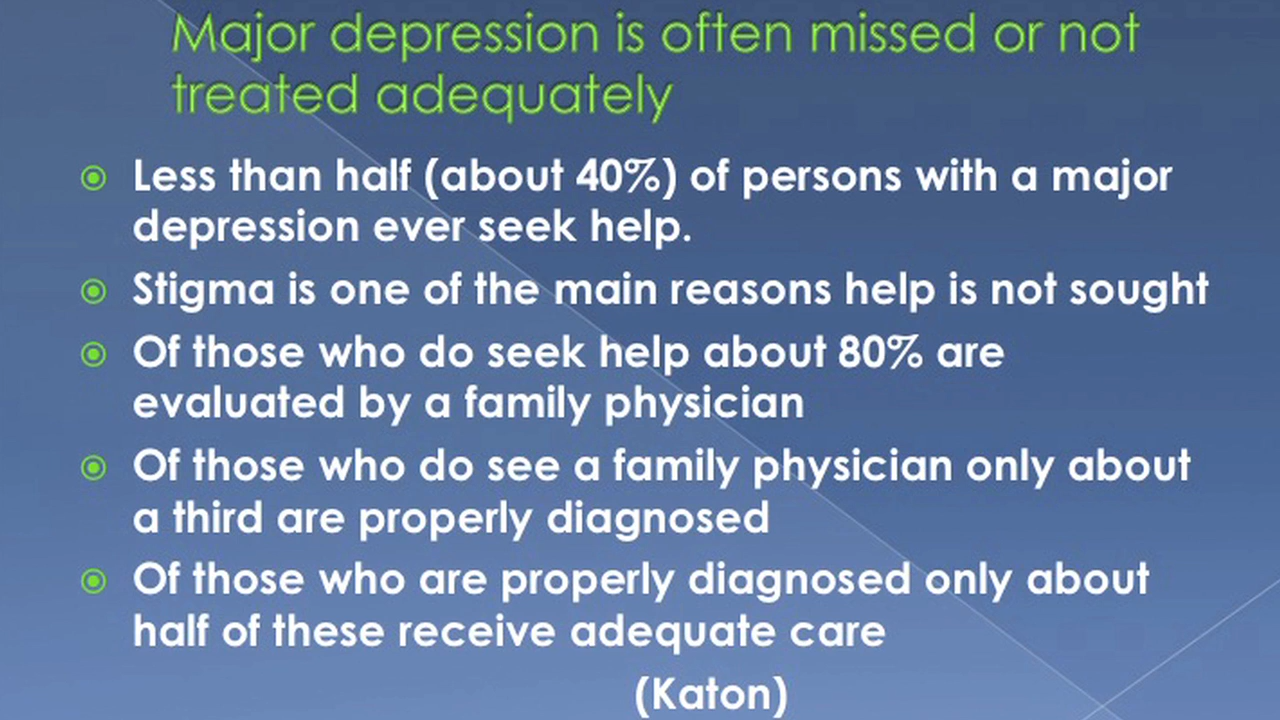 Major depression is often missed or not
treated adequately
Less than half (about 40%) of persons with a major
depression ever seek help.
Stigma is one of the main reasons help is not sought
Of those who do seek help about 80% are
evaluated by a family physician
Of those who do see a family physician only about
a third are properly diagnosed
Of those who are properly diagnosed only about
half of these receive adequate care
(Katon)